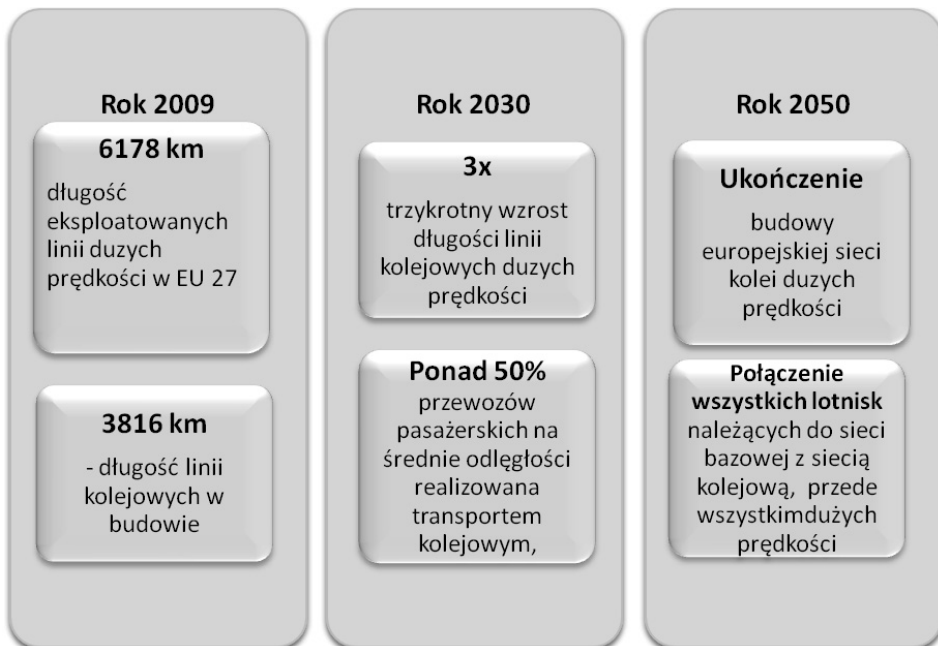 Rok 2009
6178 km
długość
eksploatowanych
linii duzych
prędkości w EU 27
3816 km
- długość linii
kolejowych w
budowie
Rok 2030
3x
trzykrotny wzrost
długości linii
kolejowych duzych
prędkości
Ponad 50%
przewozów
pasażerskich na
średnie odlęgłości
realizowana
transportem
kolejowym,
Rok 2050
Ukończenie
budowy
europejskiej sieci
kolei duzych
prędkości
Połączenie
wszystkich lotnisk
należących do sieci
bazowej z siecią
kolejową, przede
wszystkimdużych
prędkości